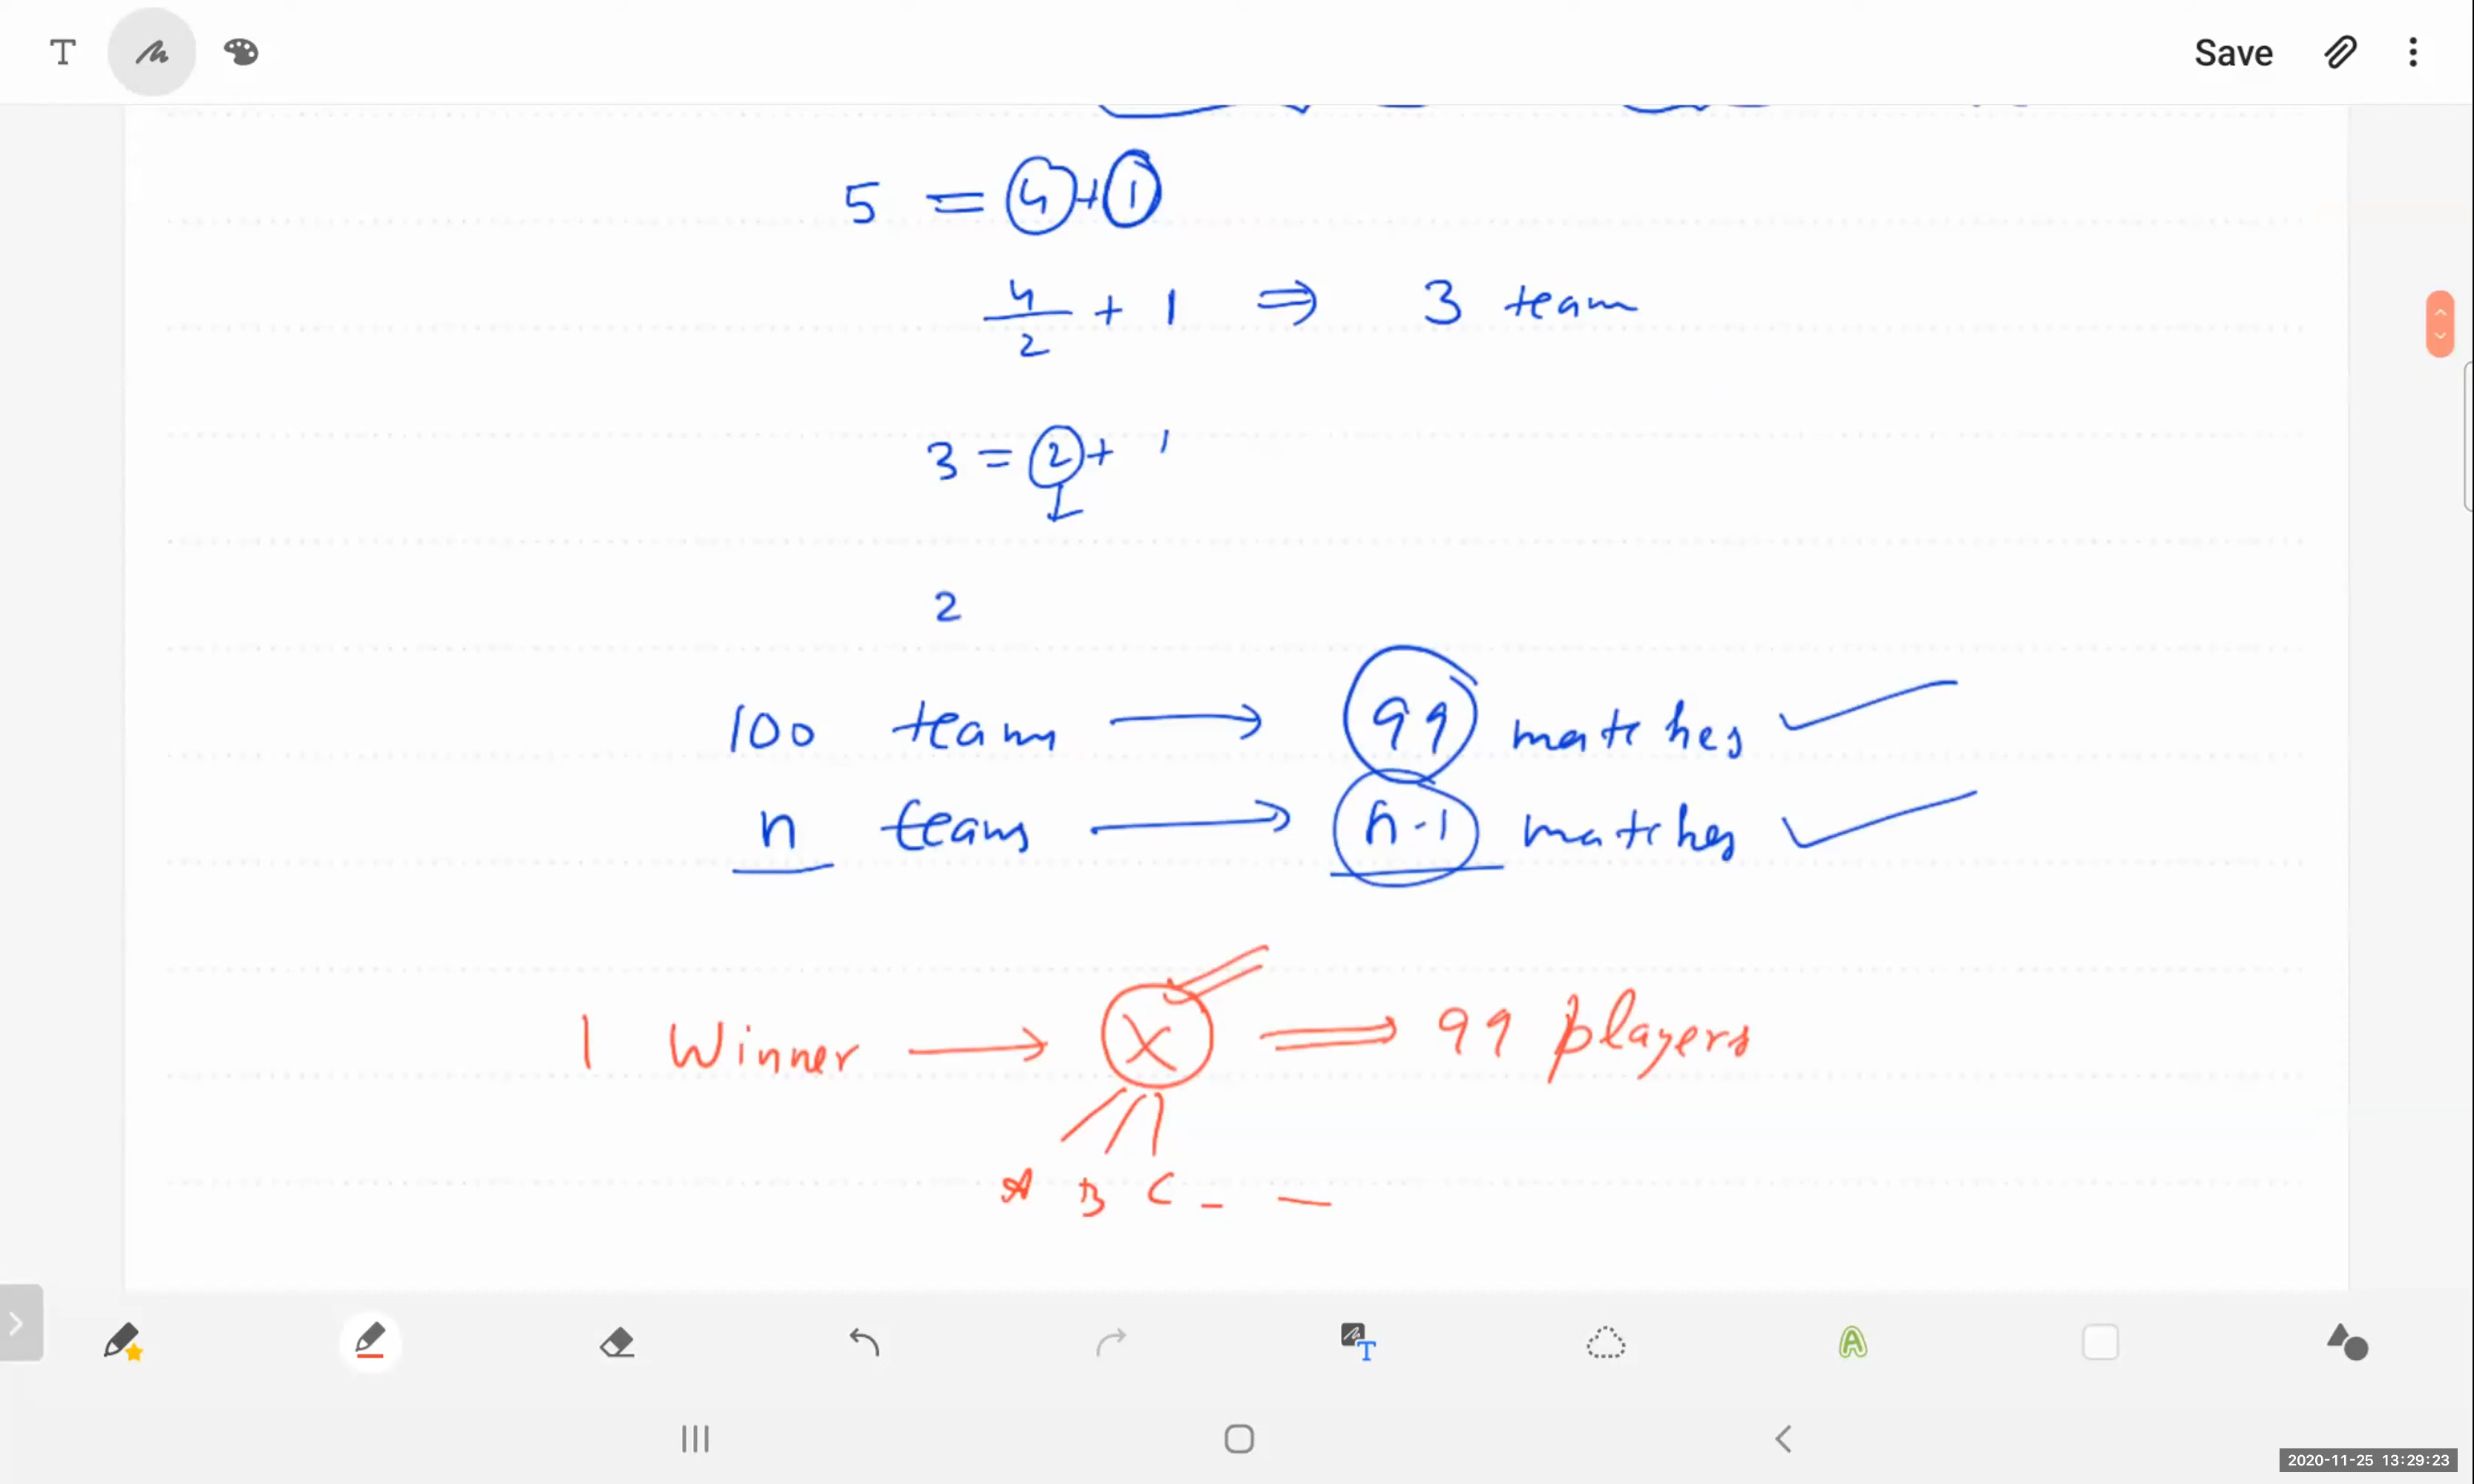 Save
5 = 4 + 1
4/2 + 1 ⇒ 3 team
3 = 2 + 1
2
100 team → 99 matches ✓
n teams → n-1 matches ✓
1 Winner → X ⇒ 99 players
A B C _ _
2020-11-25 13:29:23